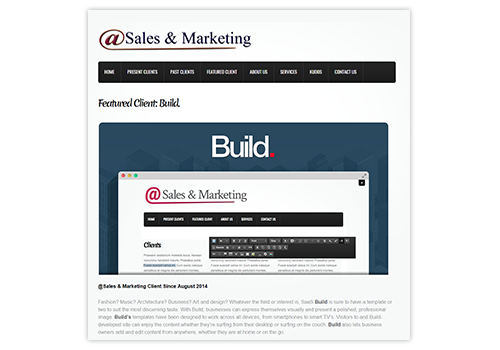 @Sales & Marketing
HOME PRESENT CLIENTS PAST CLIENTS FEATURED CLIENT ABOUT US SERVICES KUDOS CONTACT US
Featured Client: Build.
Build.
@Sales & Marketing
HOME PRESENT CLIENTS FEATURED CLIENT ABOUT US SERVICES CONTACT US
Clients
@Sales & Marketing Client Since August 2014
Fashion? Music? Architecture? Business? Art and design? Whatever the field or interest is, SaaS Build is sure to have a template or
two to suit the most discerning taste. With Build, businesses can express themselves visually and present a polished, professional
image. Build's templates have been designed to work across all devices, from smartphones to smart TV's. Visitors to and Build
developed site can enjoy the content whether they're surfing from their desktop or surfing on the couch. Build also lets business
owners add and edit content from anywhere, whether they are at home or on the go.